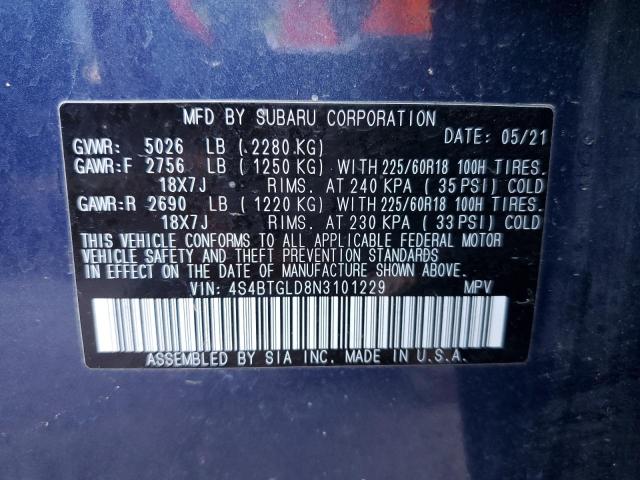 MFD BY SUBARU CORPORATION
DATE: 05/21
GVWR: 5026 LB ( 2280 KG)
GAWR:F 2756 LB ( 1250 KG) WITH 225/60R18 100H TIRES.
18X7J RIMS. AT 240 KPA ( 35 PSI) COLD
GAWR:R 2690 LB ( 1220 KG) WITH 225/60R18 100H TIRES.
18X7J RIMS. AT 230 KPA ( 33 PSI) COLD
THIS VEHICLE CONFORMS TO ALL APPLICABLE FEDERAL MOTOR
VEHICLE SAFETY AND THEFT PREVENTION STANDARDS
IN EFFECT ON THE DATE OF MANUFACTURE SHOWN ABOVE.
VIN: 4S4BTGLD8N3101229 MPV
ASSEMBLED BY SIA INC. MADE IN U.S.A.